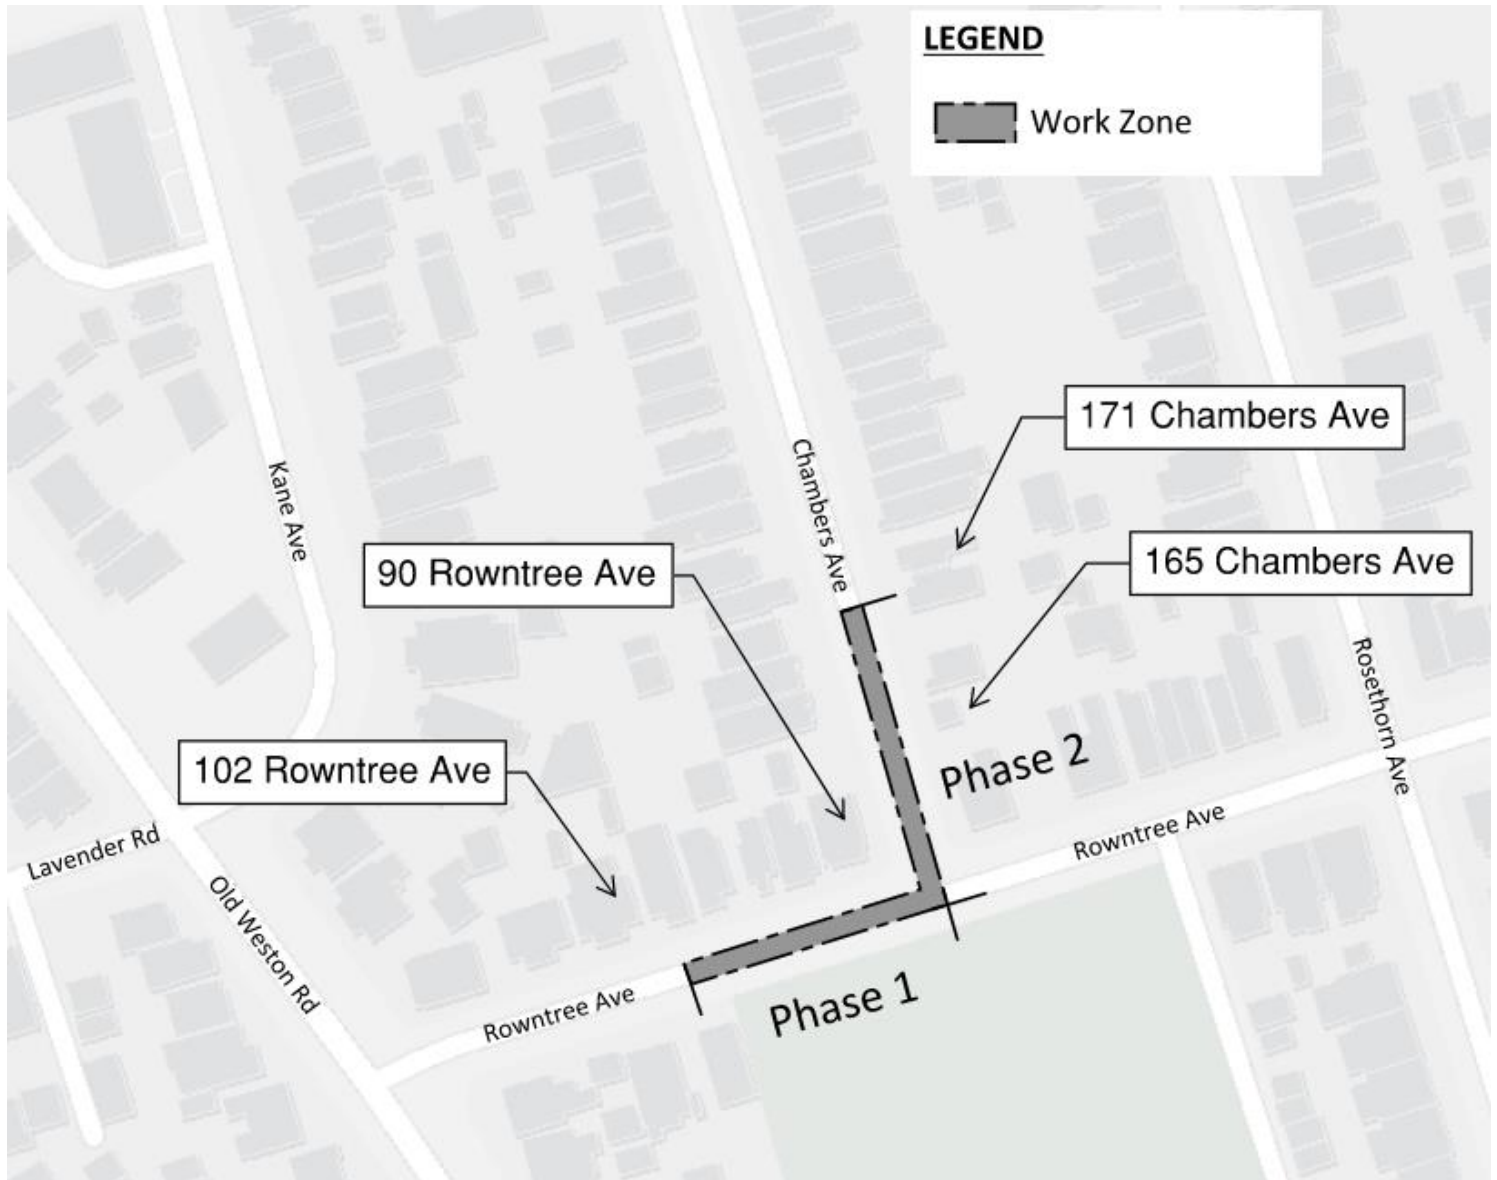 LEGEND
Work Zone
171 Chambers Ave
Chambers Ave
Kane Ave
165 Chambers Ave
90 Rowntree Ave
Rosethorn Ave
Phase 2
102 Rowntree Ave
Rowntree Ave
Lavender Rd
Old Weston Rd
Phase 1
Rowntree Ave